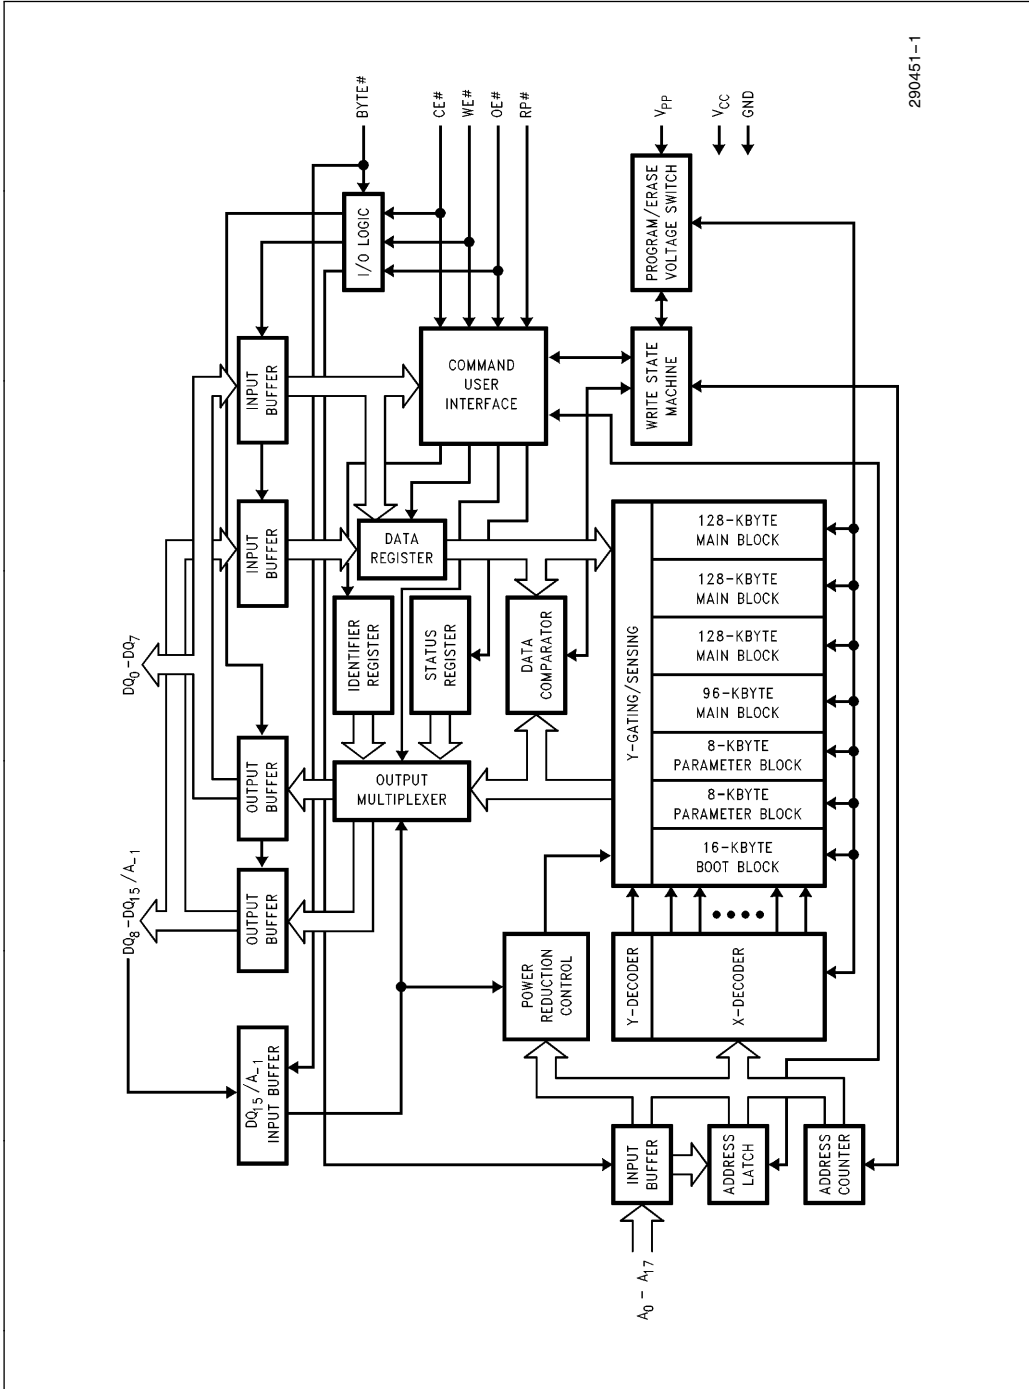 290451-1
BYTE#
CE#
WE#
OE#
RP#
VPP
VCC
GND
I/O LOGIC
PROGRAM/ERASE
VOLTAGE SWITCH
INPUT
BUFFER
COMMAND
USER
INTERFACE
WRITE STATE
MACHINE
INPUT
BUFFER
DATA
REGISTER
IDENTIFIER
REGISTER
STATUS
REGISTER
DATA
COMPARATOR
Y-GATING/SENSING
128-KBYTE
MAIN BLOCK
128-KBYTE
MAIN BLOCK
128-KBYTE
MAIN BLOCK
96-KBYTE
MAIN BLOCK
8-KBYTE
PARAMETER BLOCK
8-KBYTE
PARAMETER BLOCK
16-KBYTE
BOOT BLOCK
DQ0-DQ7
OUTPUT
BUFFER
OUTPUT
MULTIPLEXER
DQ8-DQ15/A-1
OUTPUT
BUFFER
POWER
REDUCTION
CONTROL
Y-DECODER
X-DECODER
DQ15/A-1
INPUT BUFFER
INPUT
BUFFER
ADDRESS
LATCH
ADDRESS
COUNTER
A0 - A17